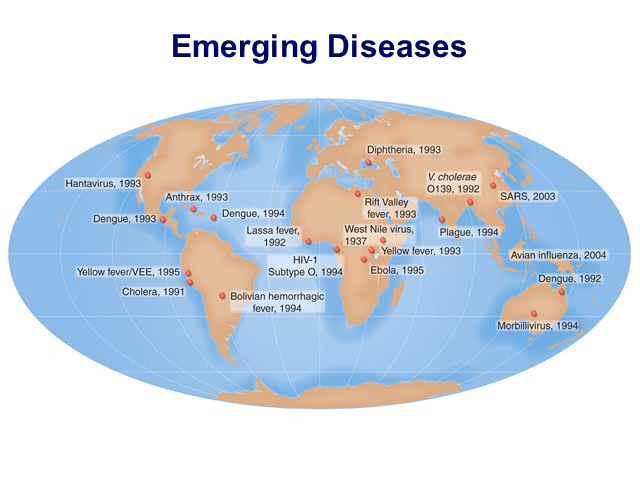 Emerging Diseases
Diphtheria, 1993
V. cholerae
O139, 1992
Hantavirus, 1993
Anthrax, 1993
SARS, 2003
Rift Valley
fever, 1993
Dengue, 1993
Dengue, 1994
Lassa fever,
1992
West Nile virus,
1937
Plague, 1994
Yellow fever, 1993
Avian influenza, 2004
HIV-1
Subtype O, 1994
Ebola, 1995
Yellow fever/VEE, 1995
Dengue, 1992
Cholera, 1991
Bolivian hemorrhagic
fever, 1994
Morbillivirus, 1994